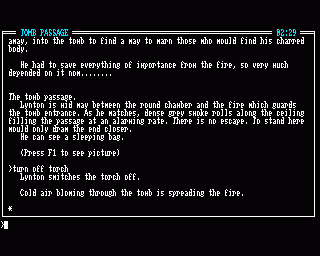 TOMB PASSAGE 02:29
away, into the tomb to find a way to warn those who would find his charred
body.
He had to save everything of importance from the fire, so very much
depended on it now........
The tomb passage.
Lynton is mid way between the round chamber and the fire which guards
the tomb entrance. As he watches, dense grey smoke rolls along the ceiling
filling the passage at an alarming rate. There is no escape. To stand here
would only draw the end closer.
He can see a sleeping bag.
(Press F1 to see picture)
>turn off torch
Lynton switches the torch off.
Cold air blowing through the tomb is spreading the fire.
*
>